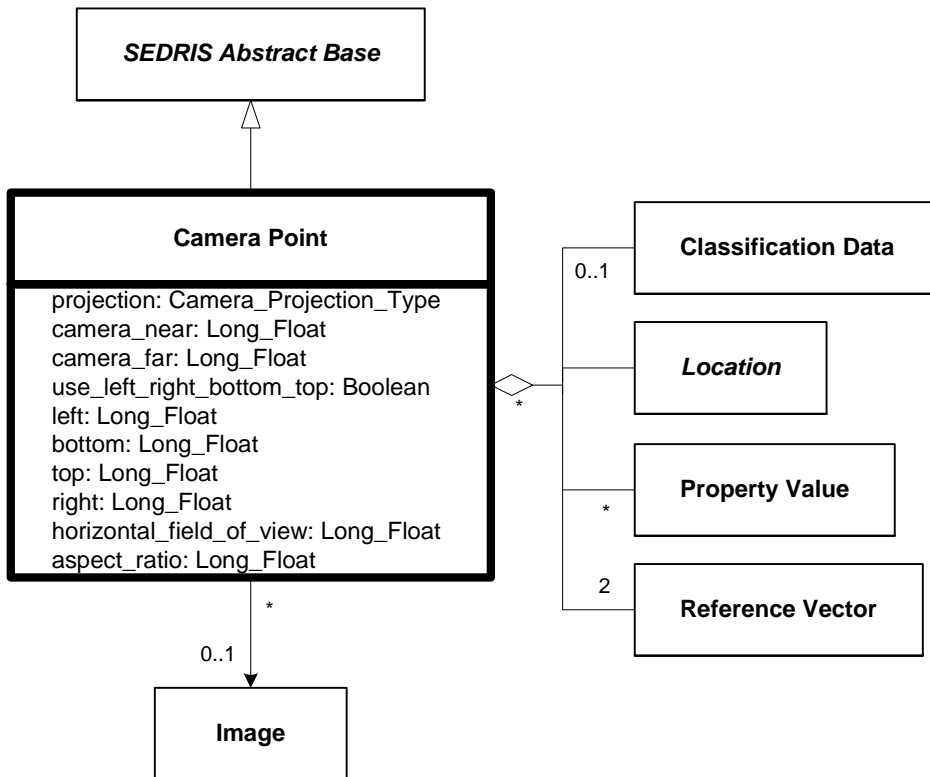 SEDRIS Abstract Base
Camera Point
projection: Camera_Projection_Type
camera_near: Long_Float
camera_far: Long_Float
use_left_right_bottom_top: Boolean
left: Long_Float
bottom: Long_Float
top: Long_Float
right: Long_Float
horizontal_field_of_view: Long_Float
aspect_ratio: Long_Float
*
0..1
Classification Data
Location
*
Property Value
2
Reference Vector
*
0..1
Image